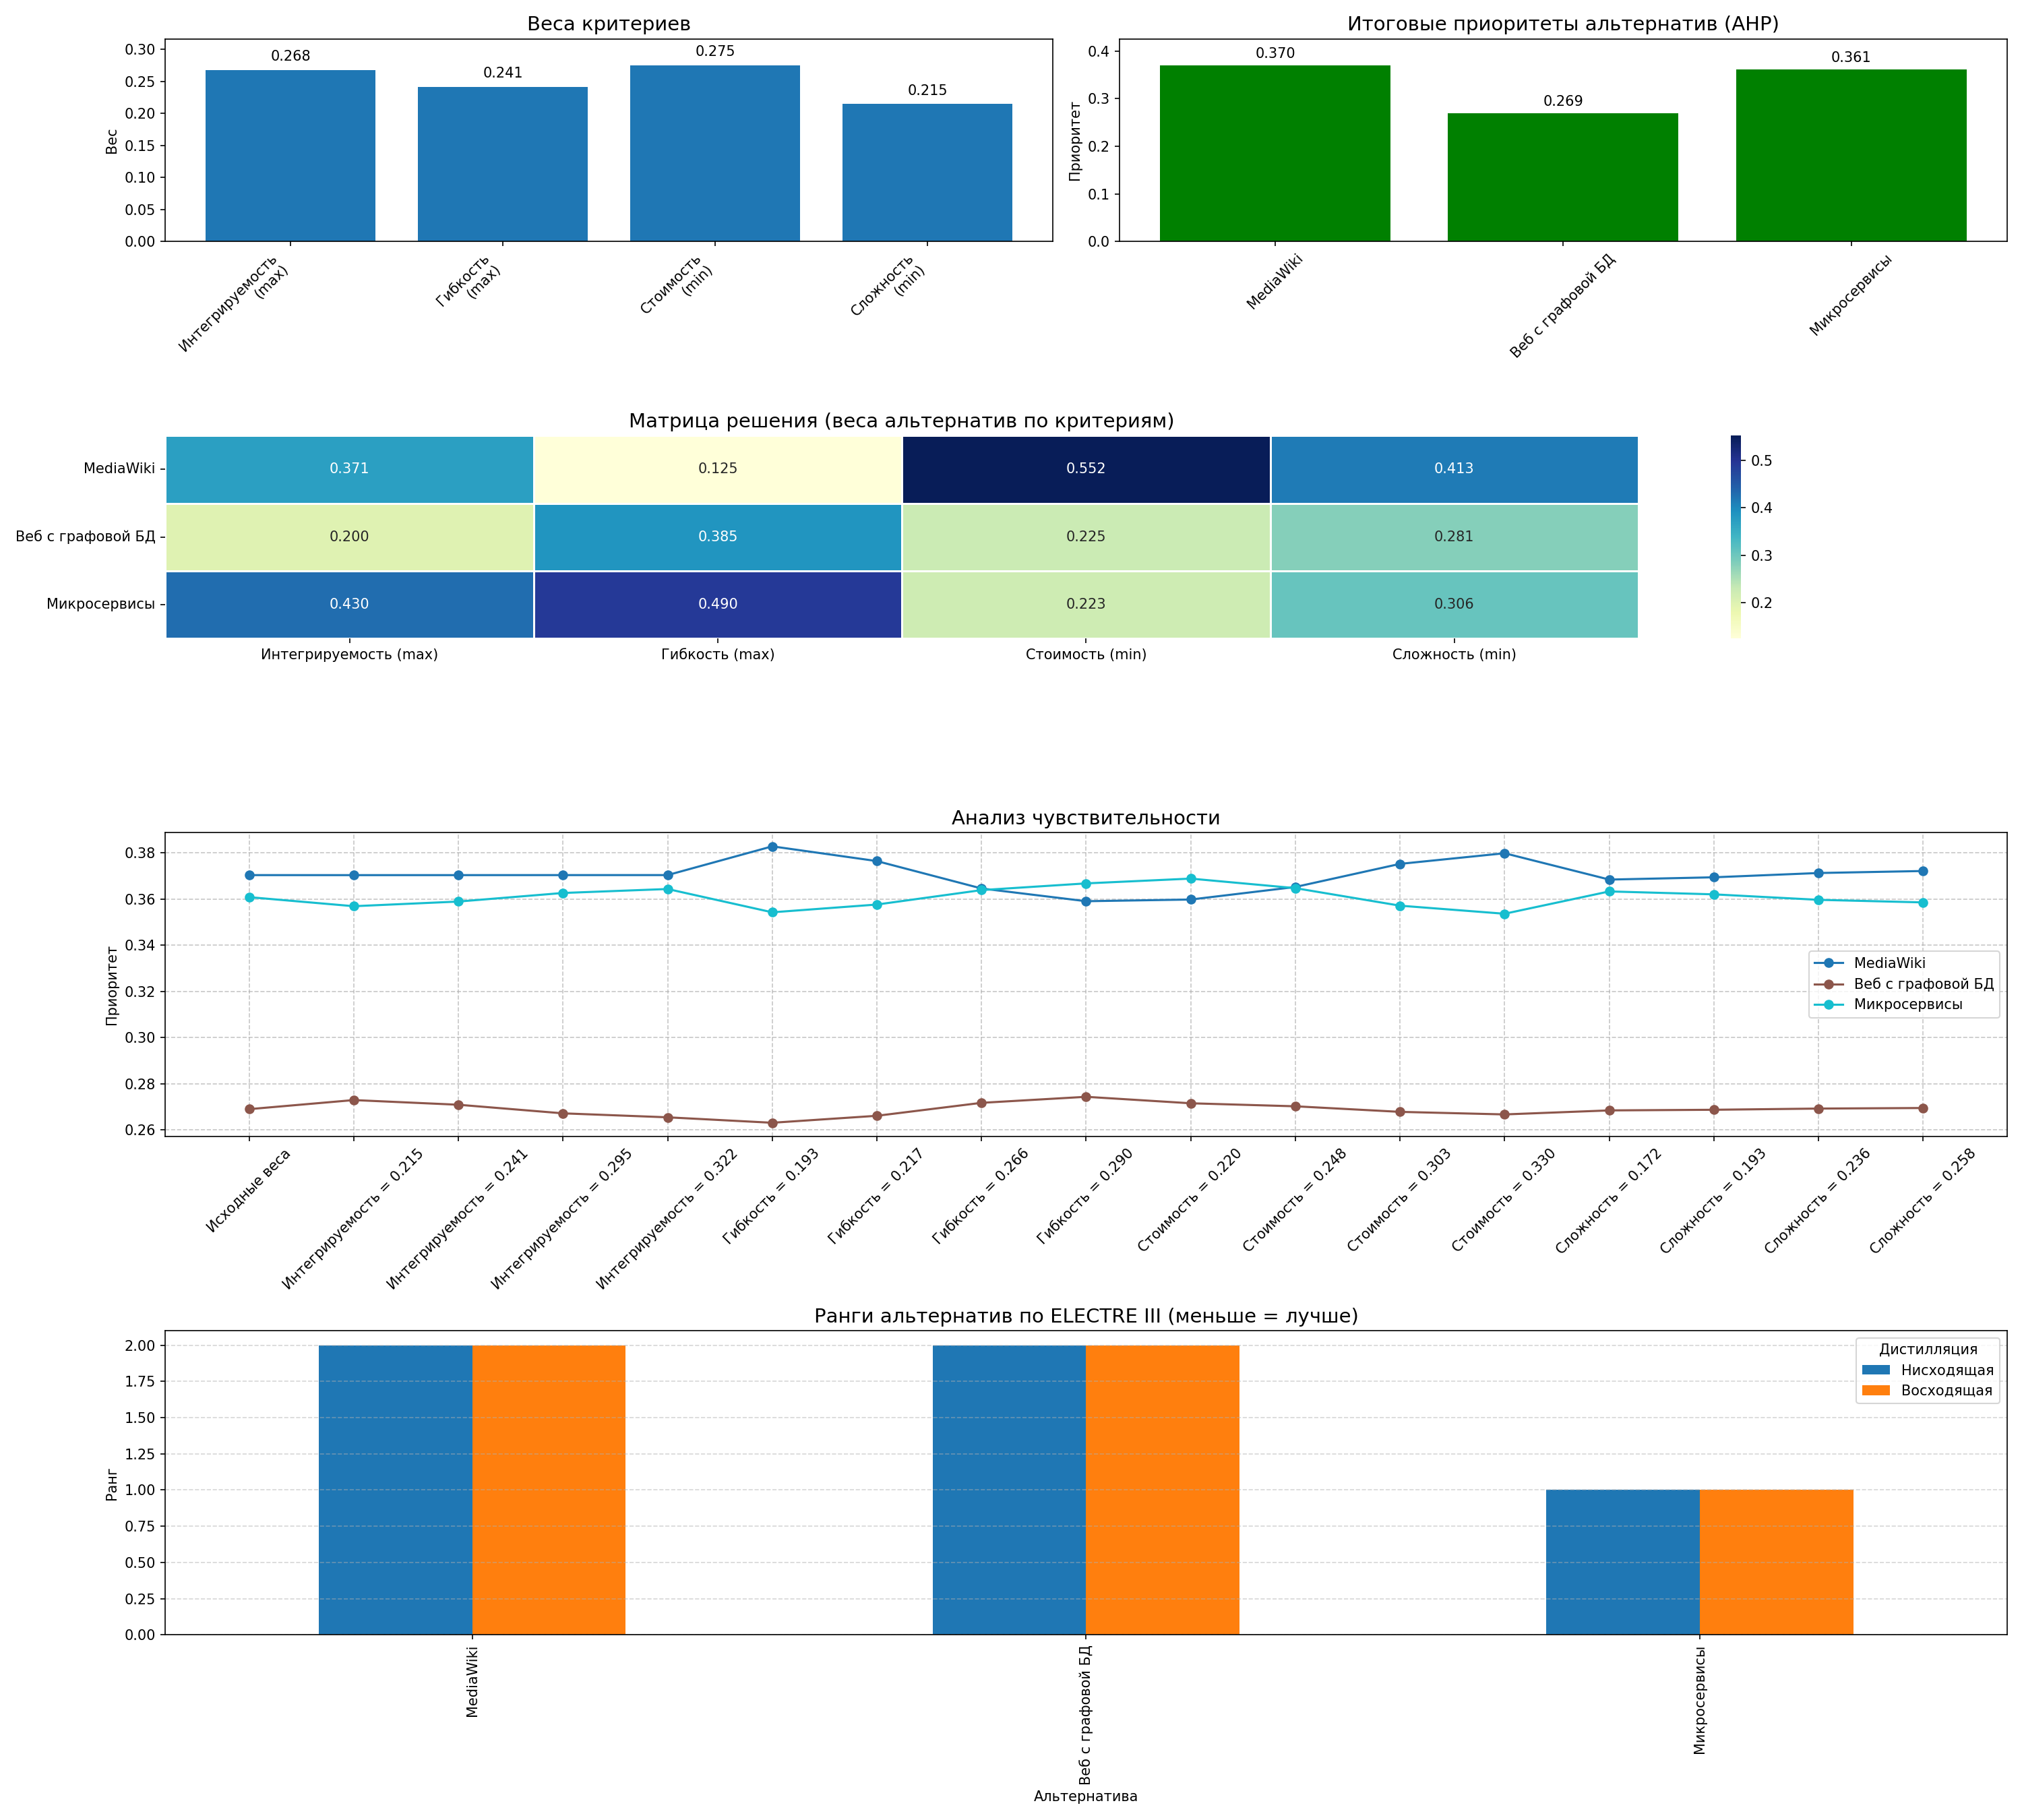 Веса критериев
0.30
0.25
0.20
0.15
0.10
0.05
0.00
Вес
0.268
0.241
0.275
0.215
Интегрируемость
(max)
Гибкость
(max)
Стоимость
(min)
Сложность
(min)
Итоговые приоритеты альтернатив (AHP)
0.4
0.3
0.2
0.1
0.0
Приоритет
0.370
0.269
0.361
MediaWiki
Веб с графовой БД
Микросервисы
Матрица решения (веса альтернатив по критериям)
MediaWiki
0.371
0.125
0.552
0.413
Веб с графовой БД
0.200
0.385
0.225
0.281
Микросервисы
0.430
0.490
0.223
0.306
Интегрируемость (max)
Гибкость (max)
Стоимость (min)
Сложность (min)
0.5
0.4
0.3
0.2
Анализ чувствительности
0.38
0.36
0.34
0.32
0.30
0.28
0.26
Приоритет
MediaWiki
Веб с графовой БД
Микросервисы
Исходные веса
Интегрируемость = 0.215
Интегрируемость = 0.241
Интегрируемость = 0.295
Интегрируемость = 0.322
Гибкость = 0.193
Гибкость = 0.217
Гибкость = 0.266
Гибкость = 0.290
Стоимость = 0.220
Стоимость = 0.248
Стоимость = 0.303
Стоимость = 0.330
Сложность = 0.172
Сложность = 0.193
Сложность = 0.236
Сложность = 0.258
Ранги альтернатив по ELECTRE III (меньше = лучше)
2.00
1.75
1.50
1.25
1.00
0.75
0.50
0.25
0.00
Ранг
Дистилляция
Нисходящая
Восходящая
MediaWiki
Веб с графовой БД
Микросервисы
Альтернатива